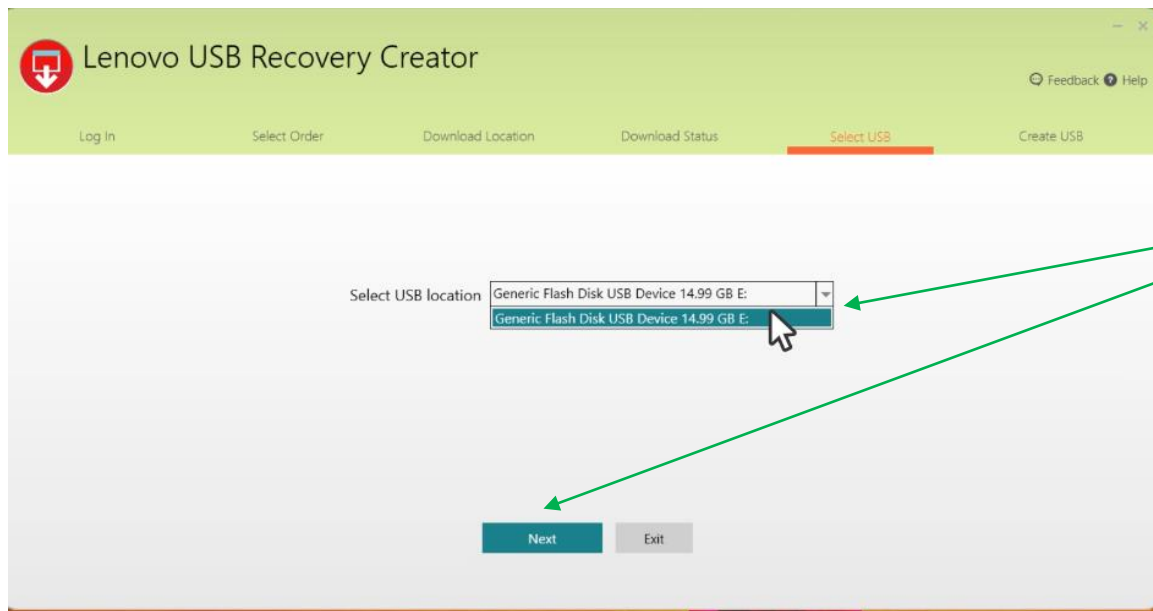 Lenovo USB Recovery Creator
Feedback Help
Log In Select Order Download Location Download Status Select USB Create USB
Select USB location Generic Flash Disk USB Device 14.99 GB E:
Generic Flash Disk USB Device 14.99 GB E:
Next Exit